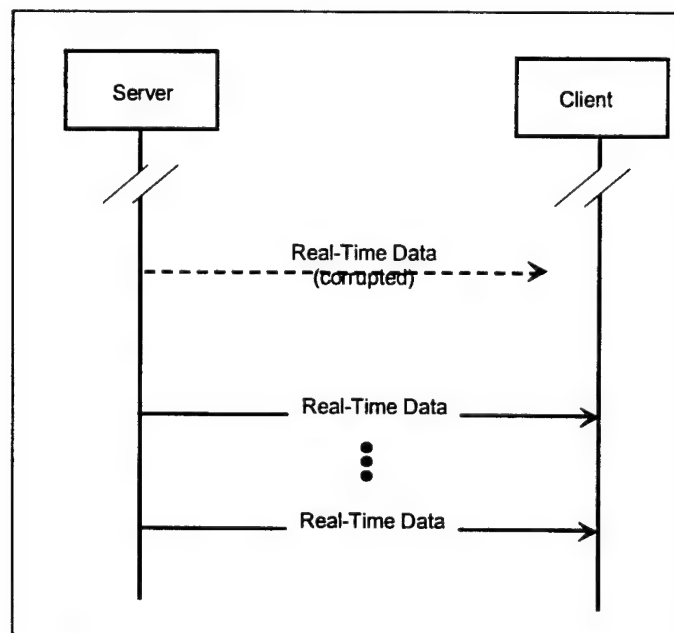 Server
Client
Real-Time Data
(corrupted)
Real-Time Data
Real-Time Data